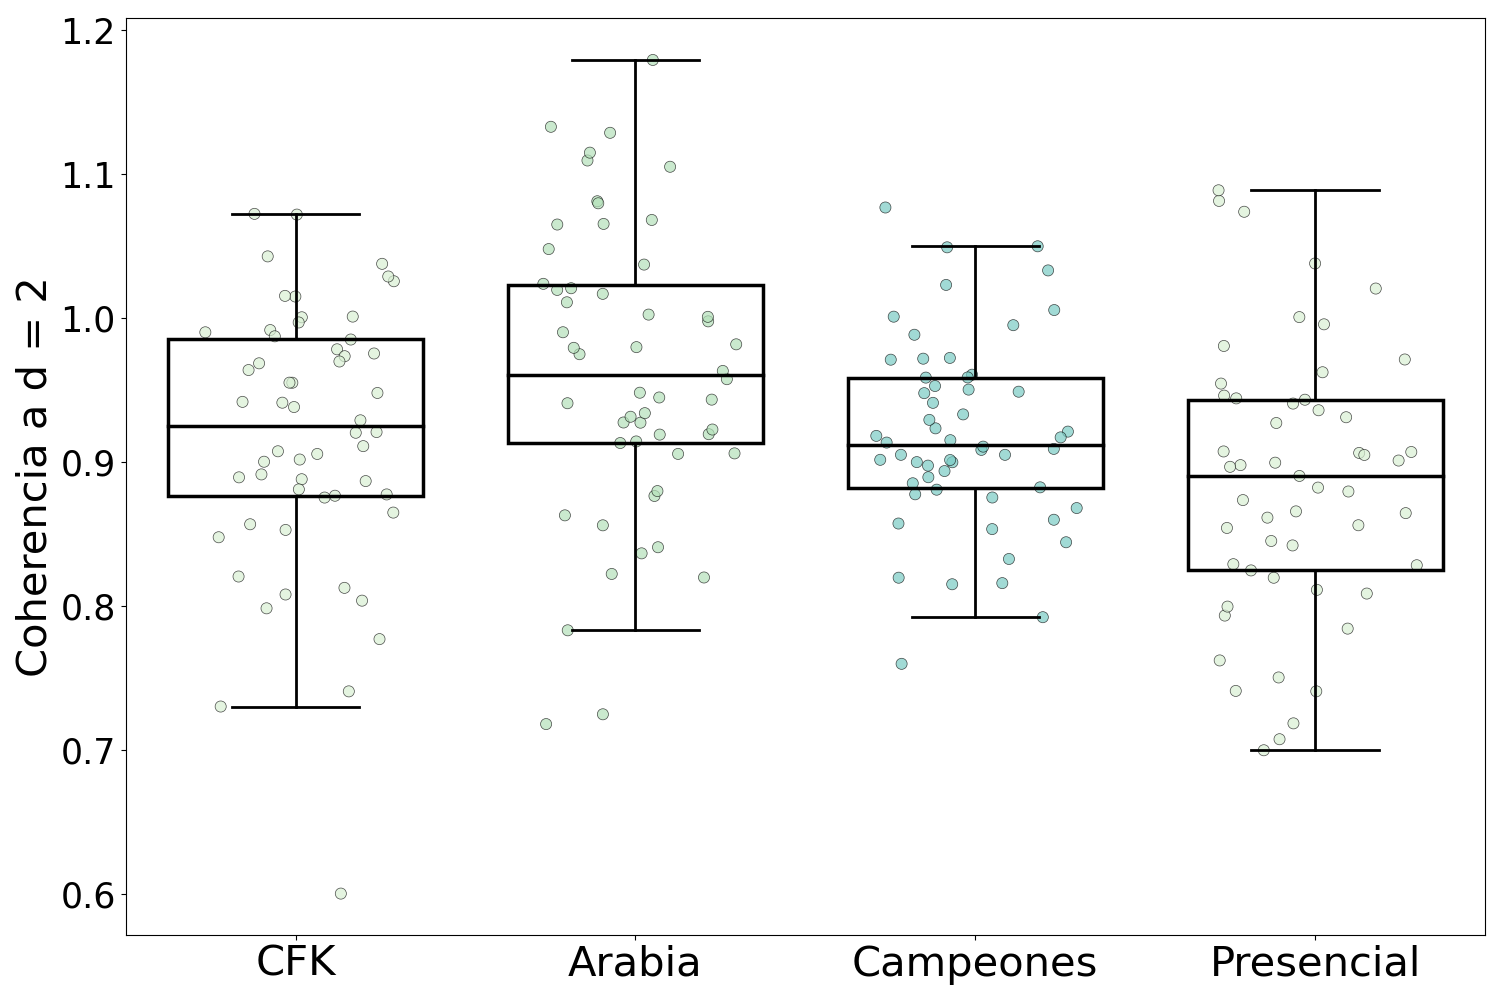 Coherencia a d = 2
1.2
1.1
1.0
0.9
0.8
0.7
0.6
CFK
Arabia
Campeones
Presencial